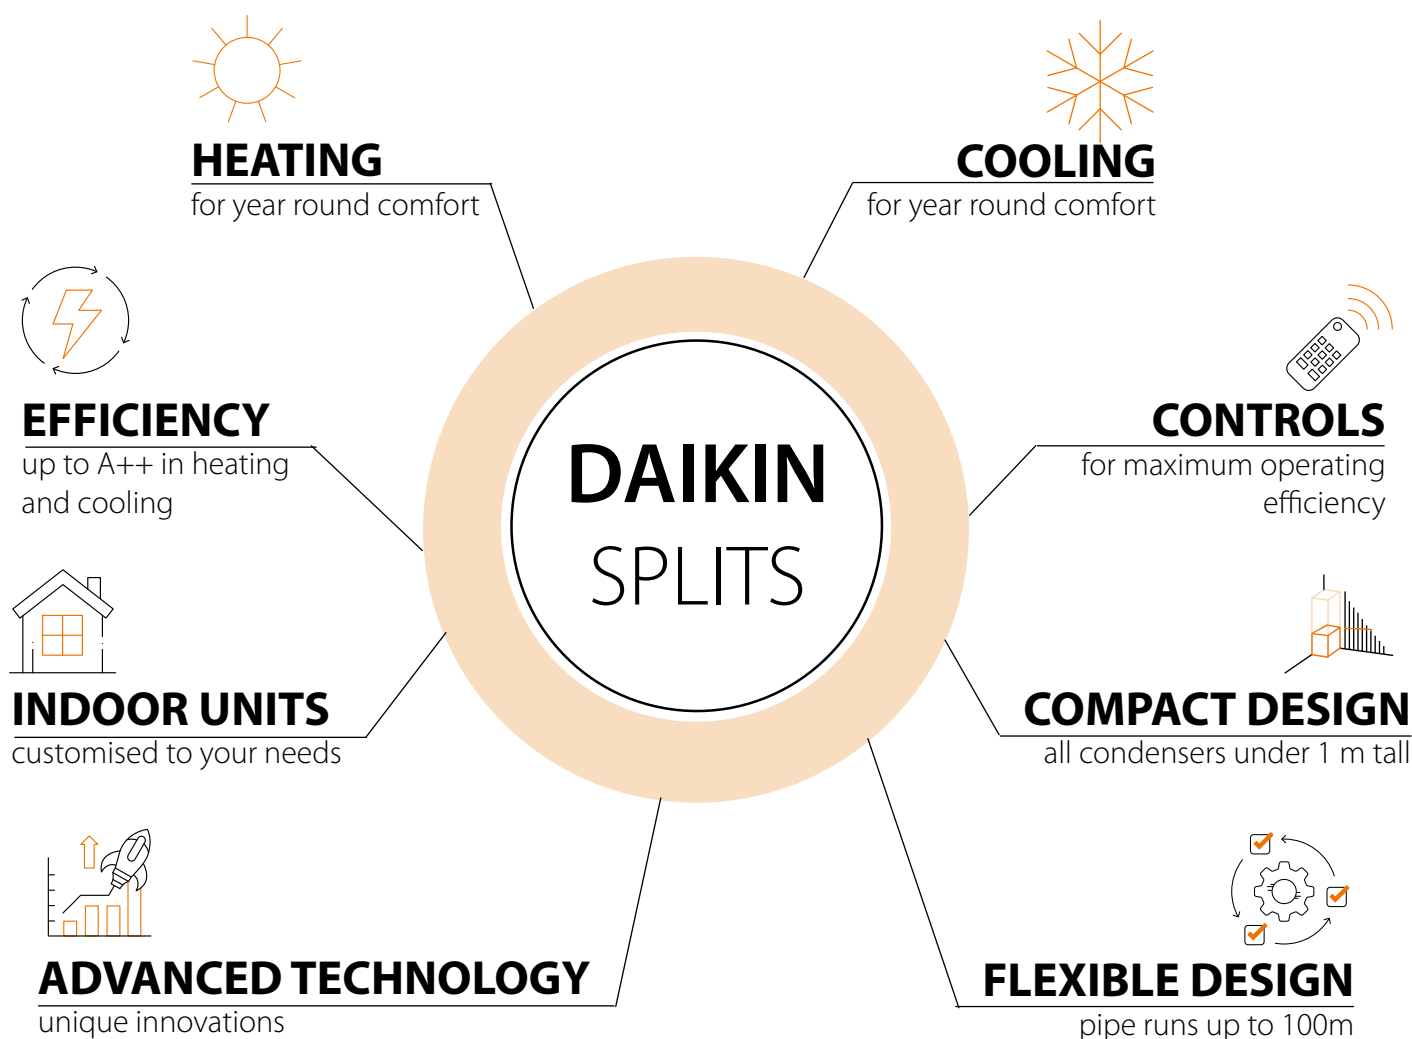 HEATING
for year round comfort
COOLING
for year round comfort
EFFICIENCY
up to A++ in heating
and cooling
CONTROLS
for maximum operating
efficiency
DAIKIN
SPLITS
INDOOR UNITS
customised to your needs
COMPACT DESIGN
all condensers under 1 m tall
ADVANCED TECHNOLOGY
unique innovations
FLEXIBLE DESIGN
pipe runs up to 100m